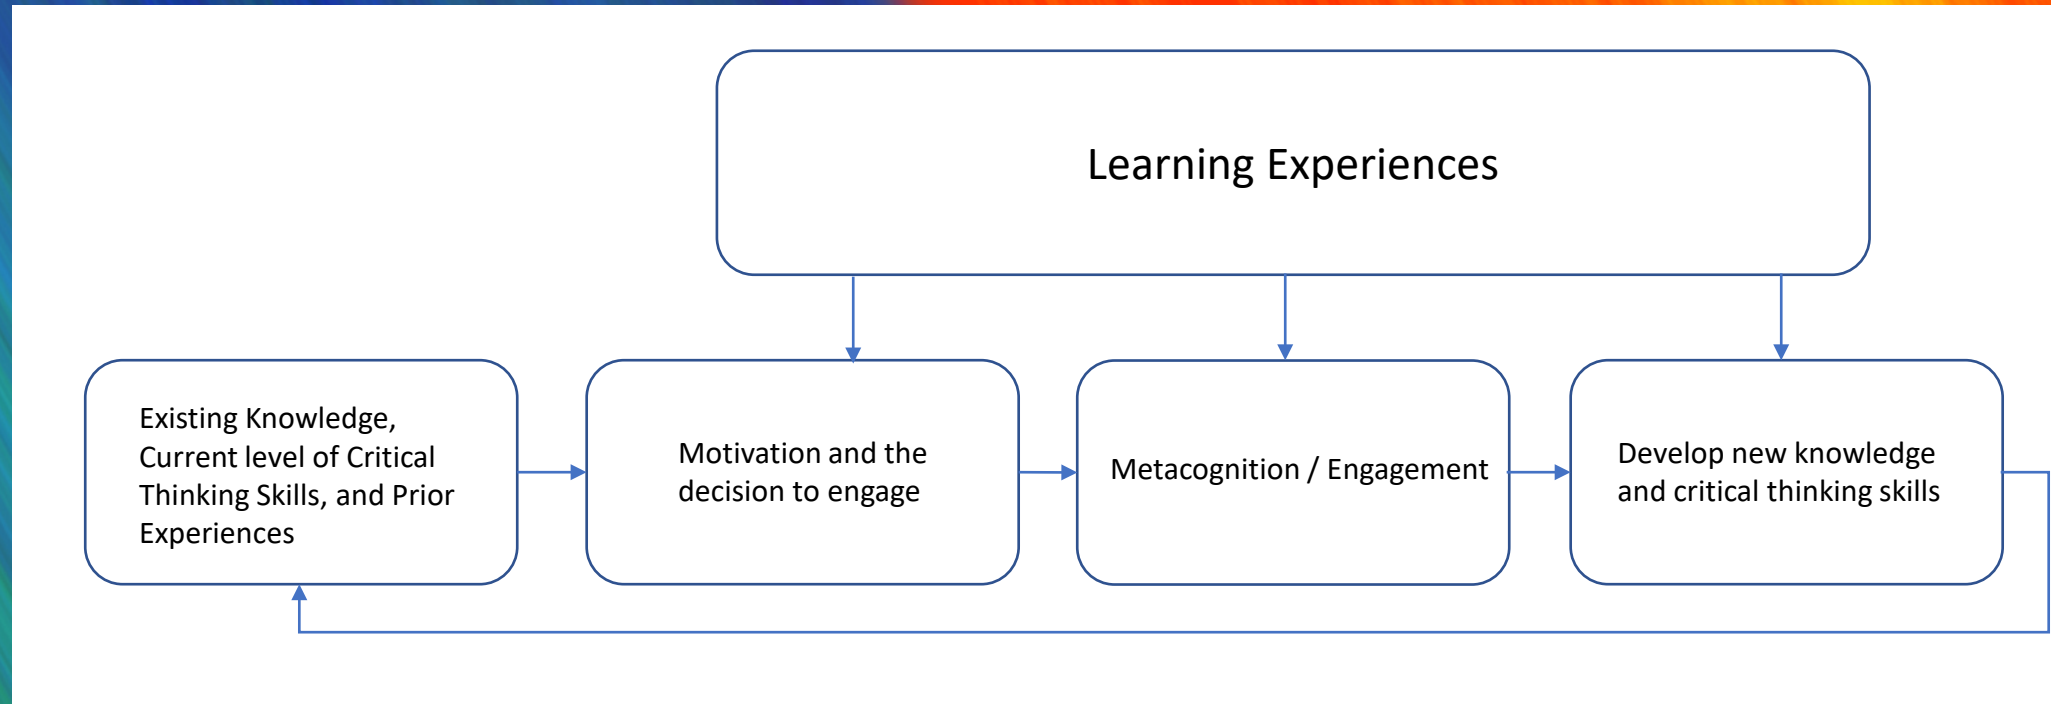 Learning Experiences
Existing Knowledge,
Current level of Critical
Thinking Skills, and Prior
Experiences
Motivation and the
decision to engage
Metacognition / Engagement
Develop new knowledge
and critical thinking skills